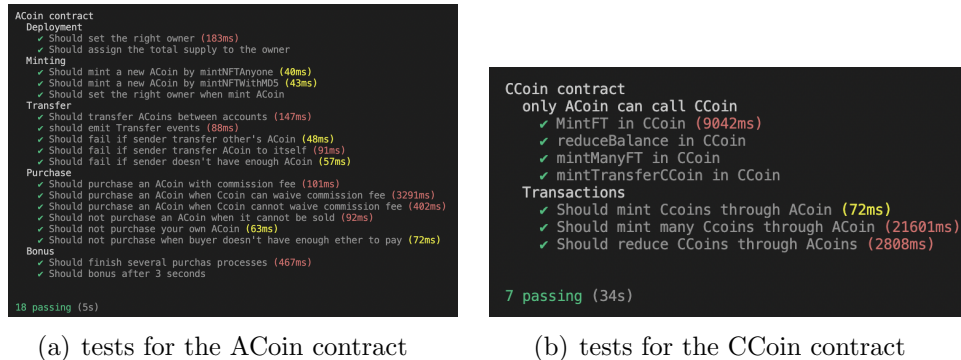 ACoin contract
Deployment
✔ Should set the right owner (183ms)
✔ Should assign the total supply to the owner
Minting
✔ Should mint a new ACoin by mintNFTAnyone (40ms)
✔ Should mint a new ACoin by mintNFTWithMD5 (43ms)
✔ Should set the right owner when mint ACoin
Transfer
✔ Should transfer ACoins between accounts (147ms)
✔ should emit Transfer events (88ms)
✔ Should fail if sender transfer other's ACoin (48ms)
✔ Should fail if sender transfer ACoin to itself (91ms)
✔ Should fail if sender doesn't have enough ACoin (57ms)
Purchase
✔ Should purchase an ACoin with commission fee (101ms)
✔ Should purchase an ACoin when Ccoin can waive commission fee (3291ms)
✔ Should purchase an ACoin when Ccoin cannot waive commission fee (402ms)
✔ Should not purchase an ACoin when it cannot be sold (92ms)
✔ Should not purchase your own ACoin (63ms)
✔ Should not purchase when buyer doesn't have enough ether to pay (72ms)
Bonus
✔ Should finish several purchas processes (467ms)
✔ Should bonus after 3 seconds
18 passing (5s)
(a) tests for the ACoin contract
CCoin contract
only ACoin can call CCoin
✔ MintFT in CCoin (9042ms)
✔ reduceBalance in CCoin
✔ mintManyFT in CCoin
✔ mintTransferCCoin in CCoin
Transactions
✔ Should mint Ccoins through ACoin (72ms)
✔ Should mint many Ccoins through ACoin (21601ms)
✔ Should reduce CCoins through ACoins (2808ms)
7 passing (34s)
(b) tests for the CCoin contract